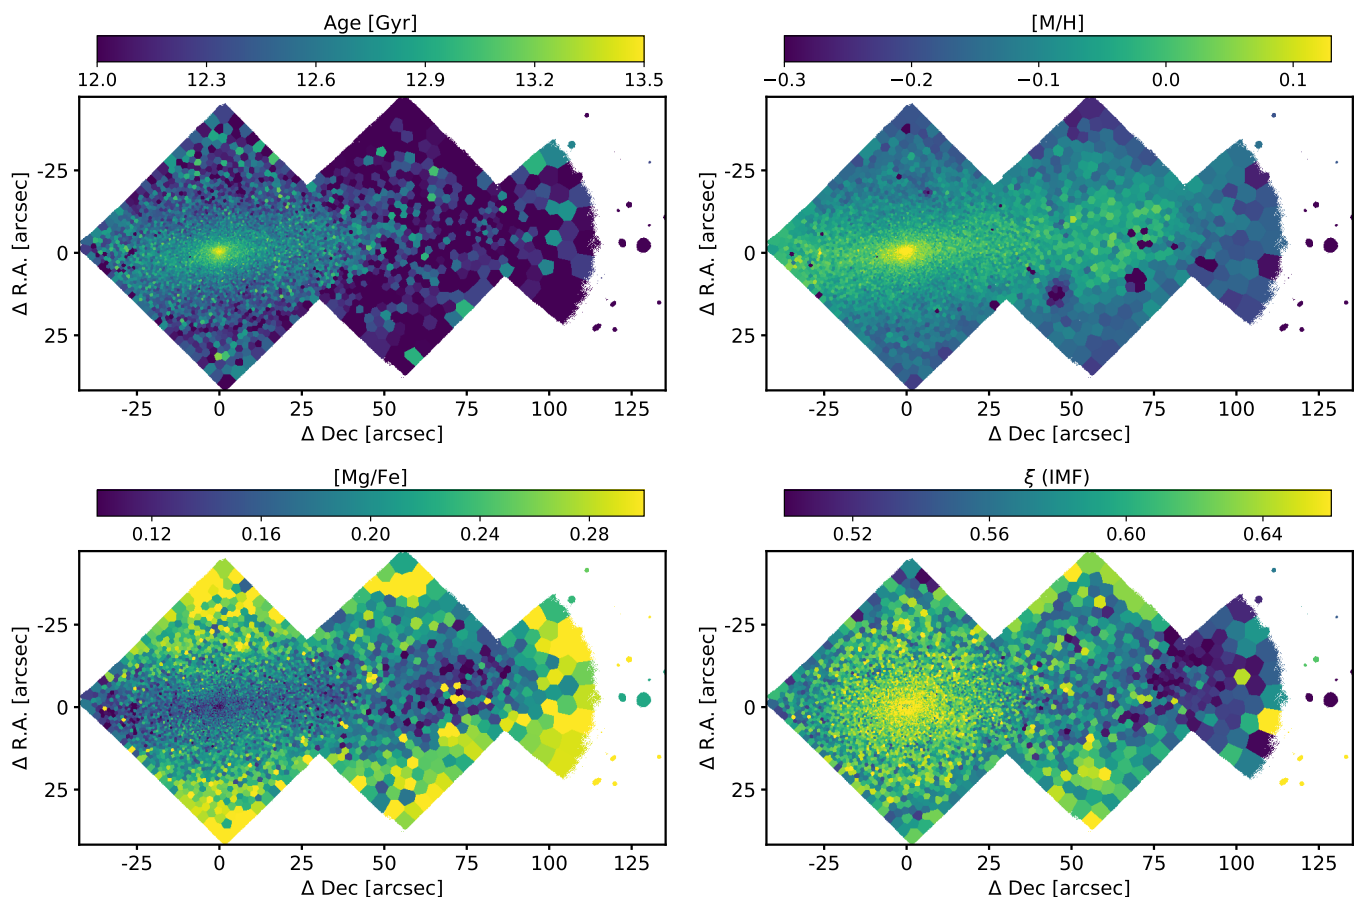 Age [Gyr]
12.0 12.3 12.6 12.9 13.2 13.5
-25
0
25
Δ R.A. [arcsec]
-25 0 25 50 75 100 125
Δ Dec [arcsec]
[M/H]
−0.3 −0.2 −0.1 0.0 0.1
-25
0
25
Δ R.A. [arcsec]
-25 0 25 50 75 100 125
Δ Dec [arcsec]
[Mg/Fe]
0.12 0.16 0.20 0.24 0.28
-25
0
25
Δ R.A. [arcsec]
-25 0 25 50 75 100 125
Δ Dec [arcsec]
ξ (IMF)
0.52 0.56 0.60 0.64
-25
0
25
Δ R.A. [arcsec]
-25 0 25 50 75 100 125
Δ Dec [arcsec]